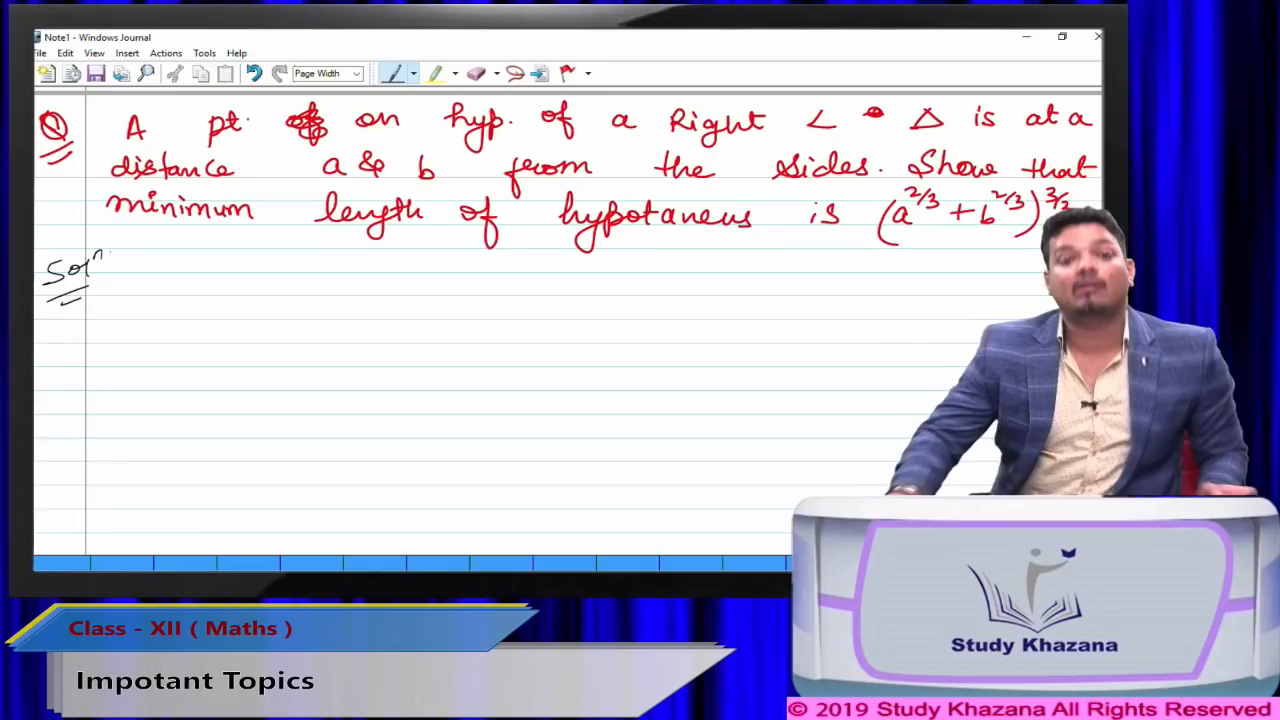 Note1 - Windows Journal
File Edit View Insert Actions Tools Help
Page Width
Q A pt. on hyp. of a Right ∠ Δ is at a
distance a & b from the sides. Show that
minimum length of hypotaneus is (a^2/3 + b^2/3)^3/2
Solⁿ.
Study Khazana
Class - XII ( Maths )
Impotant Topics
© 2019 Study Khazana All Rights Reserved